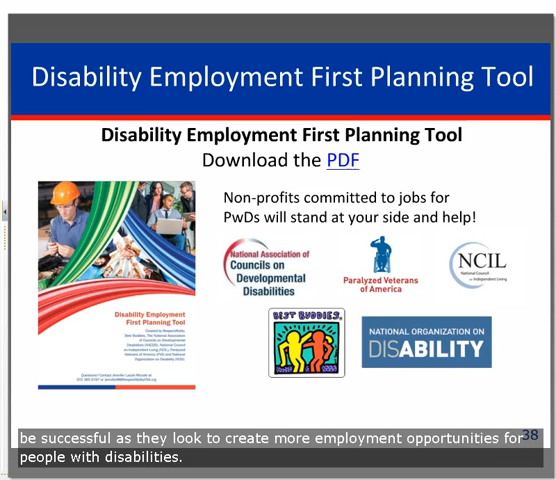 Disability Employment First Planning Tool
Disability Employment First Planning Tool
Download the PDF
Non-profits committed to jobs for
PwDs will stand at your side and help!
National Association of
Councils on
Developmental
Disabilities
Paralyzed Veterans
of America
NCIL
National Council
on Independent Living
BEST BUDDIES
NATIONAL ORGANIZATION ON
DISABILITY
Disability Employment
First Planning Tool
38
be successful as they look to create more employment opportunities for
people with disabilities.